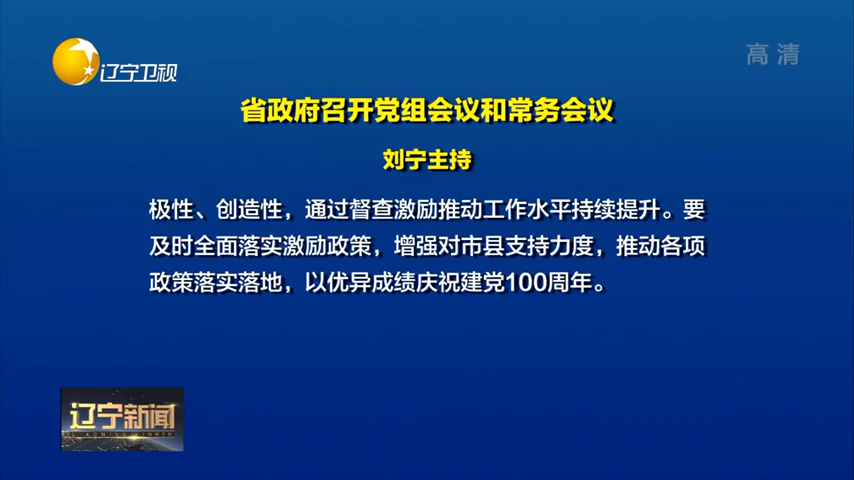 辽宁卫视
高清
省政府召开党组会议和常务会议
刘宁主持
极性、创造性，通过督查激励推动工作水平持续提升。要
及时全面落实激励政策，增强对市县支持力度，推动各项
政策落实落地，以优异成绩庆祝建党100周年。
辽宁新闻
LIAONING XINWEN